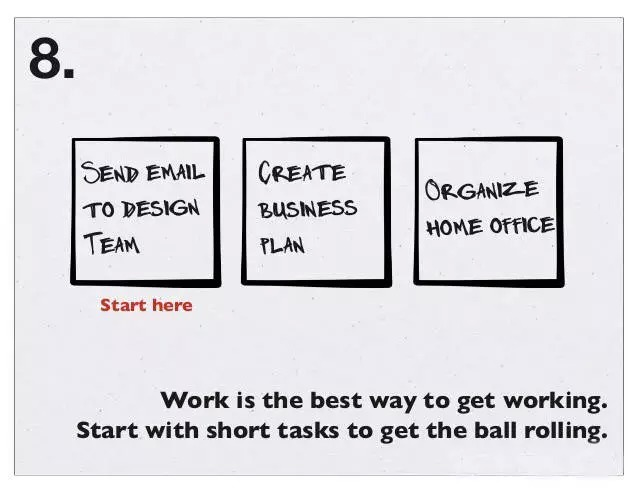 8.
SEND EMAIL
TO DESIGN
TEAM
CREATE
BUSINESS
PLAN
ORGANIZE
HOME OFFICE
Start here
Work is the best way to get working.
Start with short tasks to get the ball rolling.